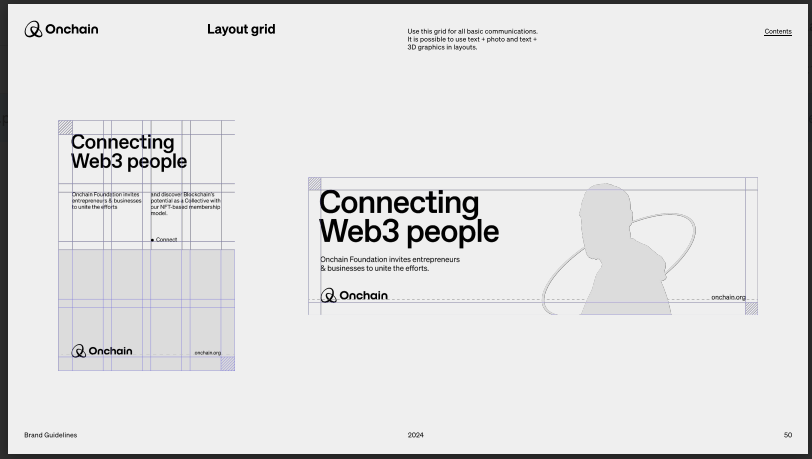 Onchain
Layout grid
Use this grid for all basic communications.
It is possible to use text + photo and text +
3D graphics in layouts.
Contents
Connecting
Web3 people
Onchain Foundation invites
entrepreneurs & businesses
to unite the efforts
and discover Blockchain's
potential as a Collective with
our NFT-based membership
model.
Connect
Onchain
onchain.org
Connecting
Web3 people
Onchain Foundation invites entrepreneurs
& businesses to unite the efforts.
Onchain
onchain.org
Brand Guidelines
2024
50